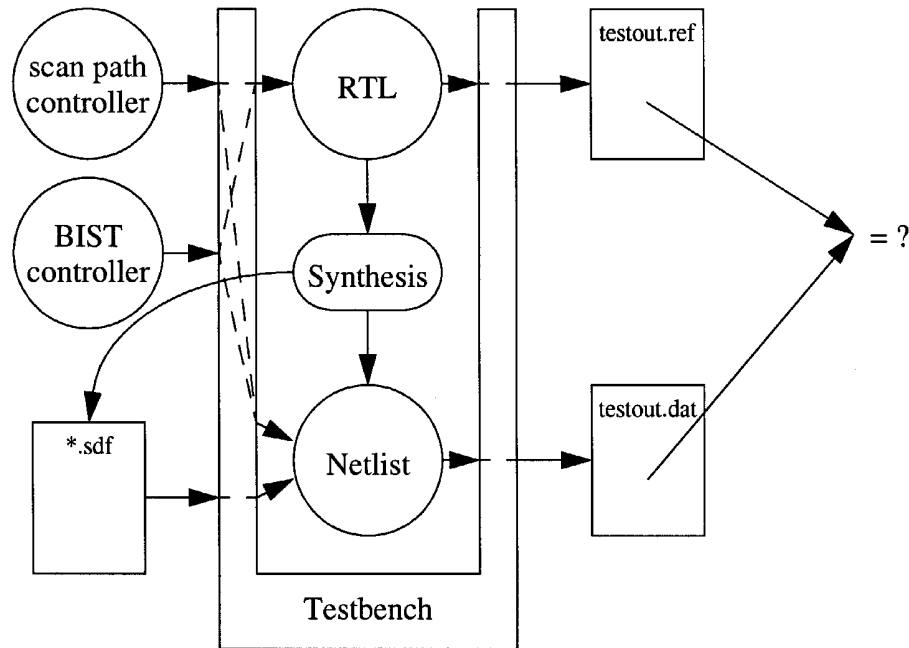 scan path
controller
RTL
testout.ref
BIST
controller
Synthesis
= ?
*.sdf
Netlist
testout.dat
Testbench